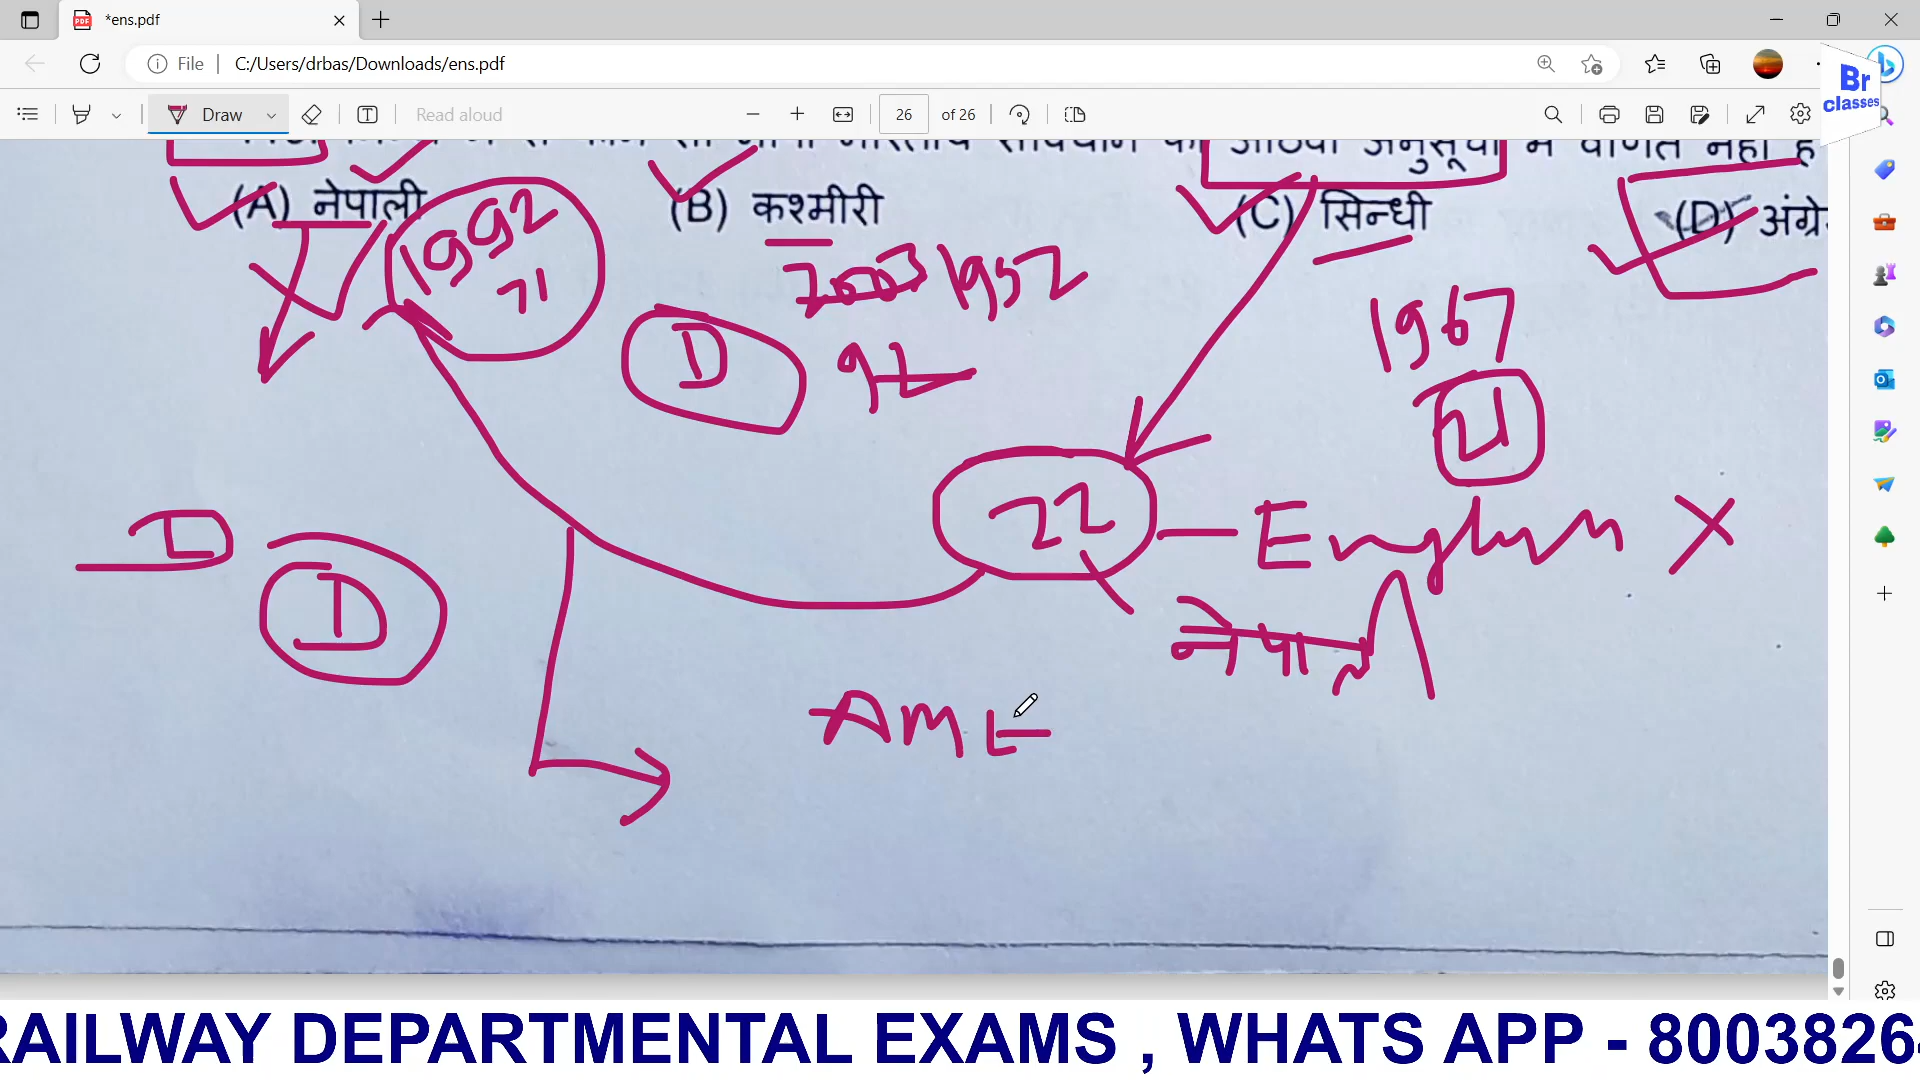 *ens.pdf
File C:/Users/drbas/Downloads/ens.pdf
Br
classes
Draw Read aloud 26 of 26
(A) नेपाली (B) कश्मीरी (C) सिन्धी (D) अंग्रे
1992
71
2003 1952
1967
D 92
21
22 English X
D
D
AME
RAILWAY DEPARTMENTAL EXAMS , WHATS APP - 8003826